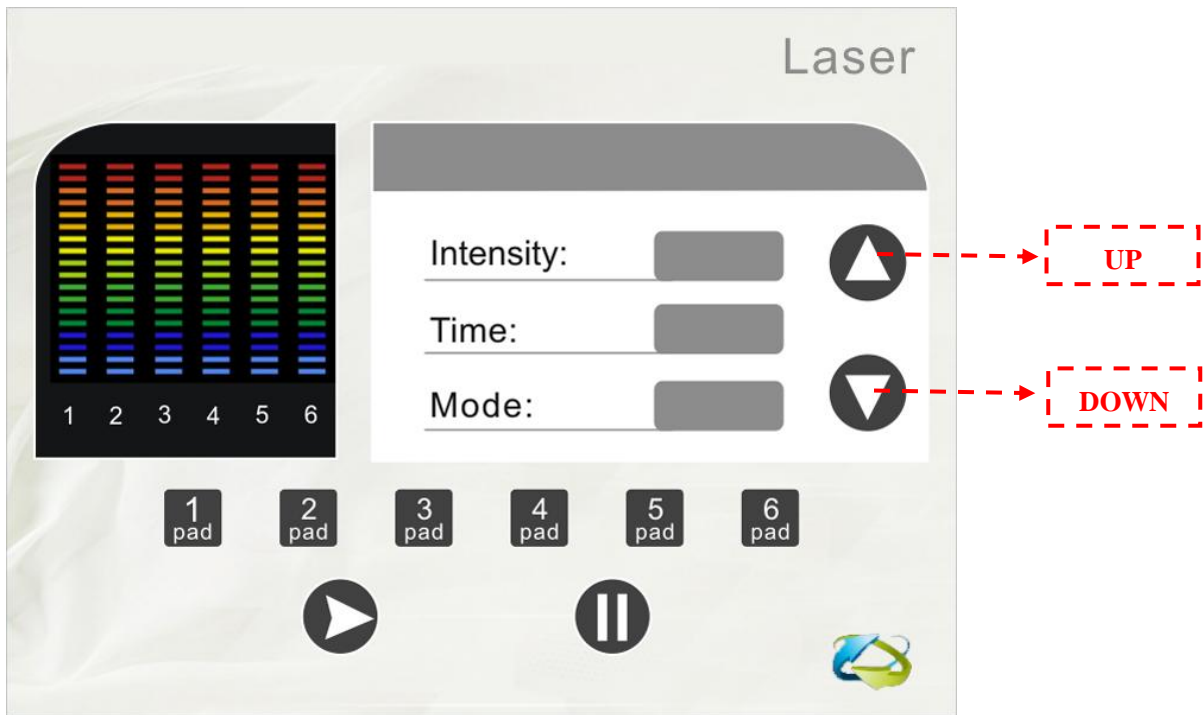 Laser
Intensity:
UP
Time:
DOWN
Mode:
1 2 3 4 5 6
1 pad
2 pad
3 pad
4 pad
5 pad
6 pad